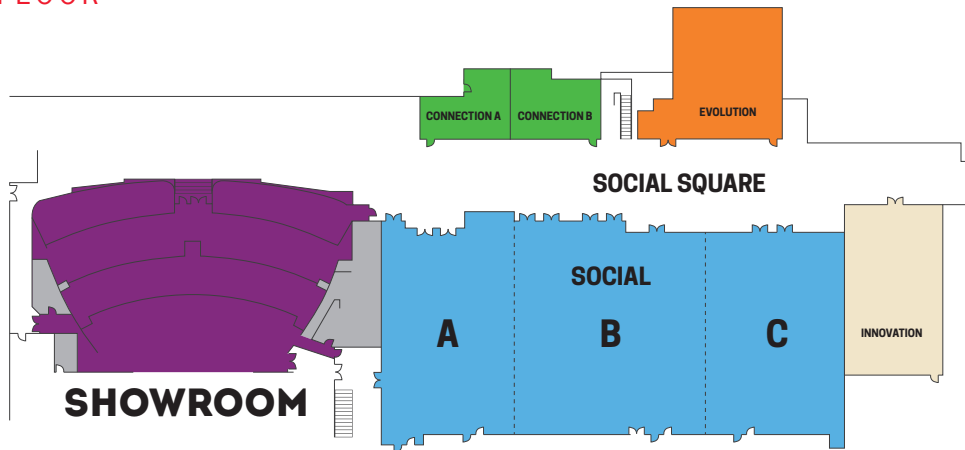 CONNECTION A
CONNECTION B
EVOLUTION
SOCIAL SQUARE
SOCIAL
A
B
C
INNOVATION
SHOWROOM